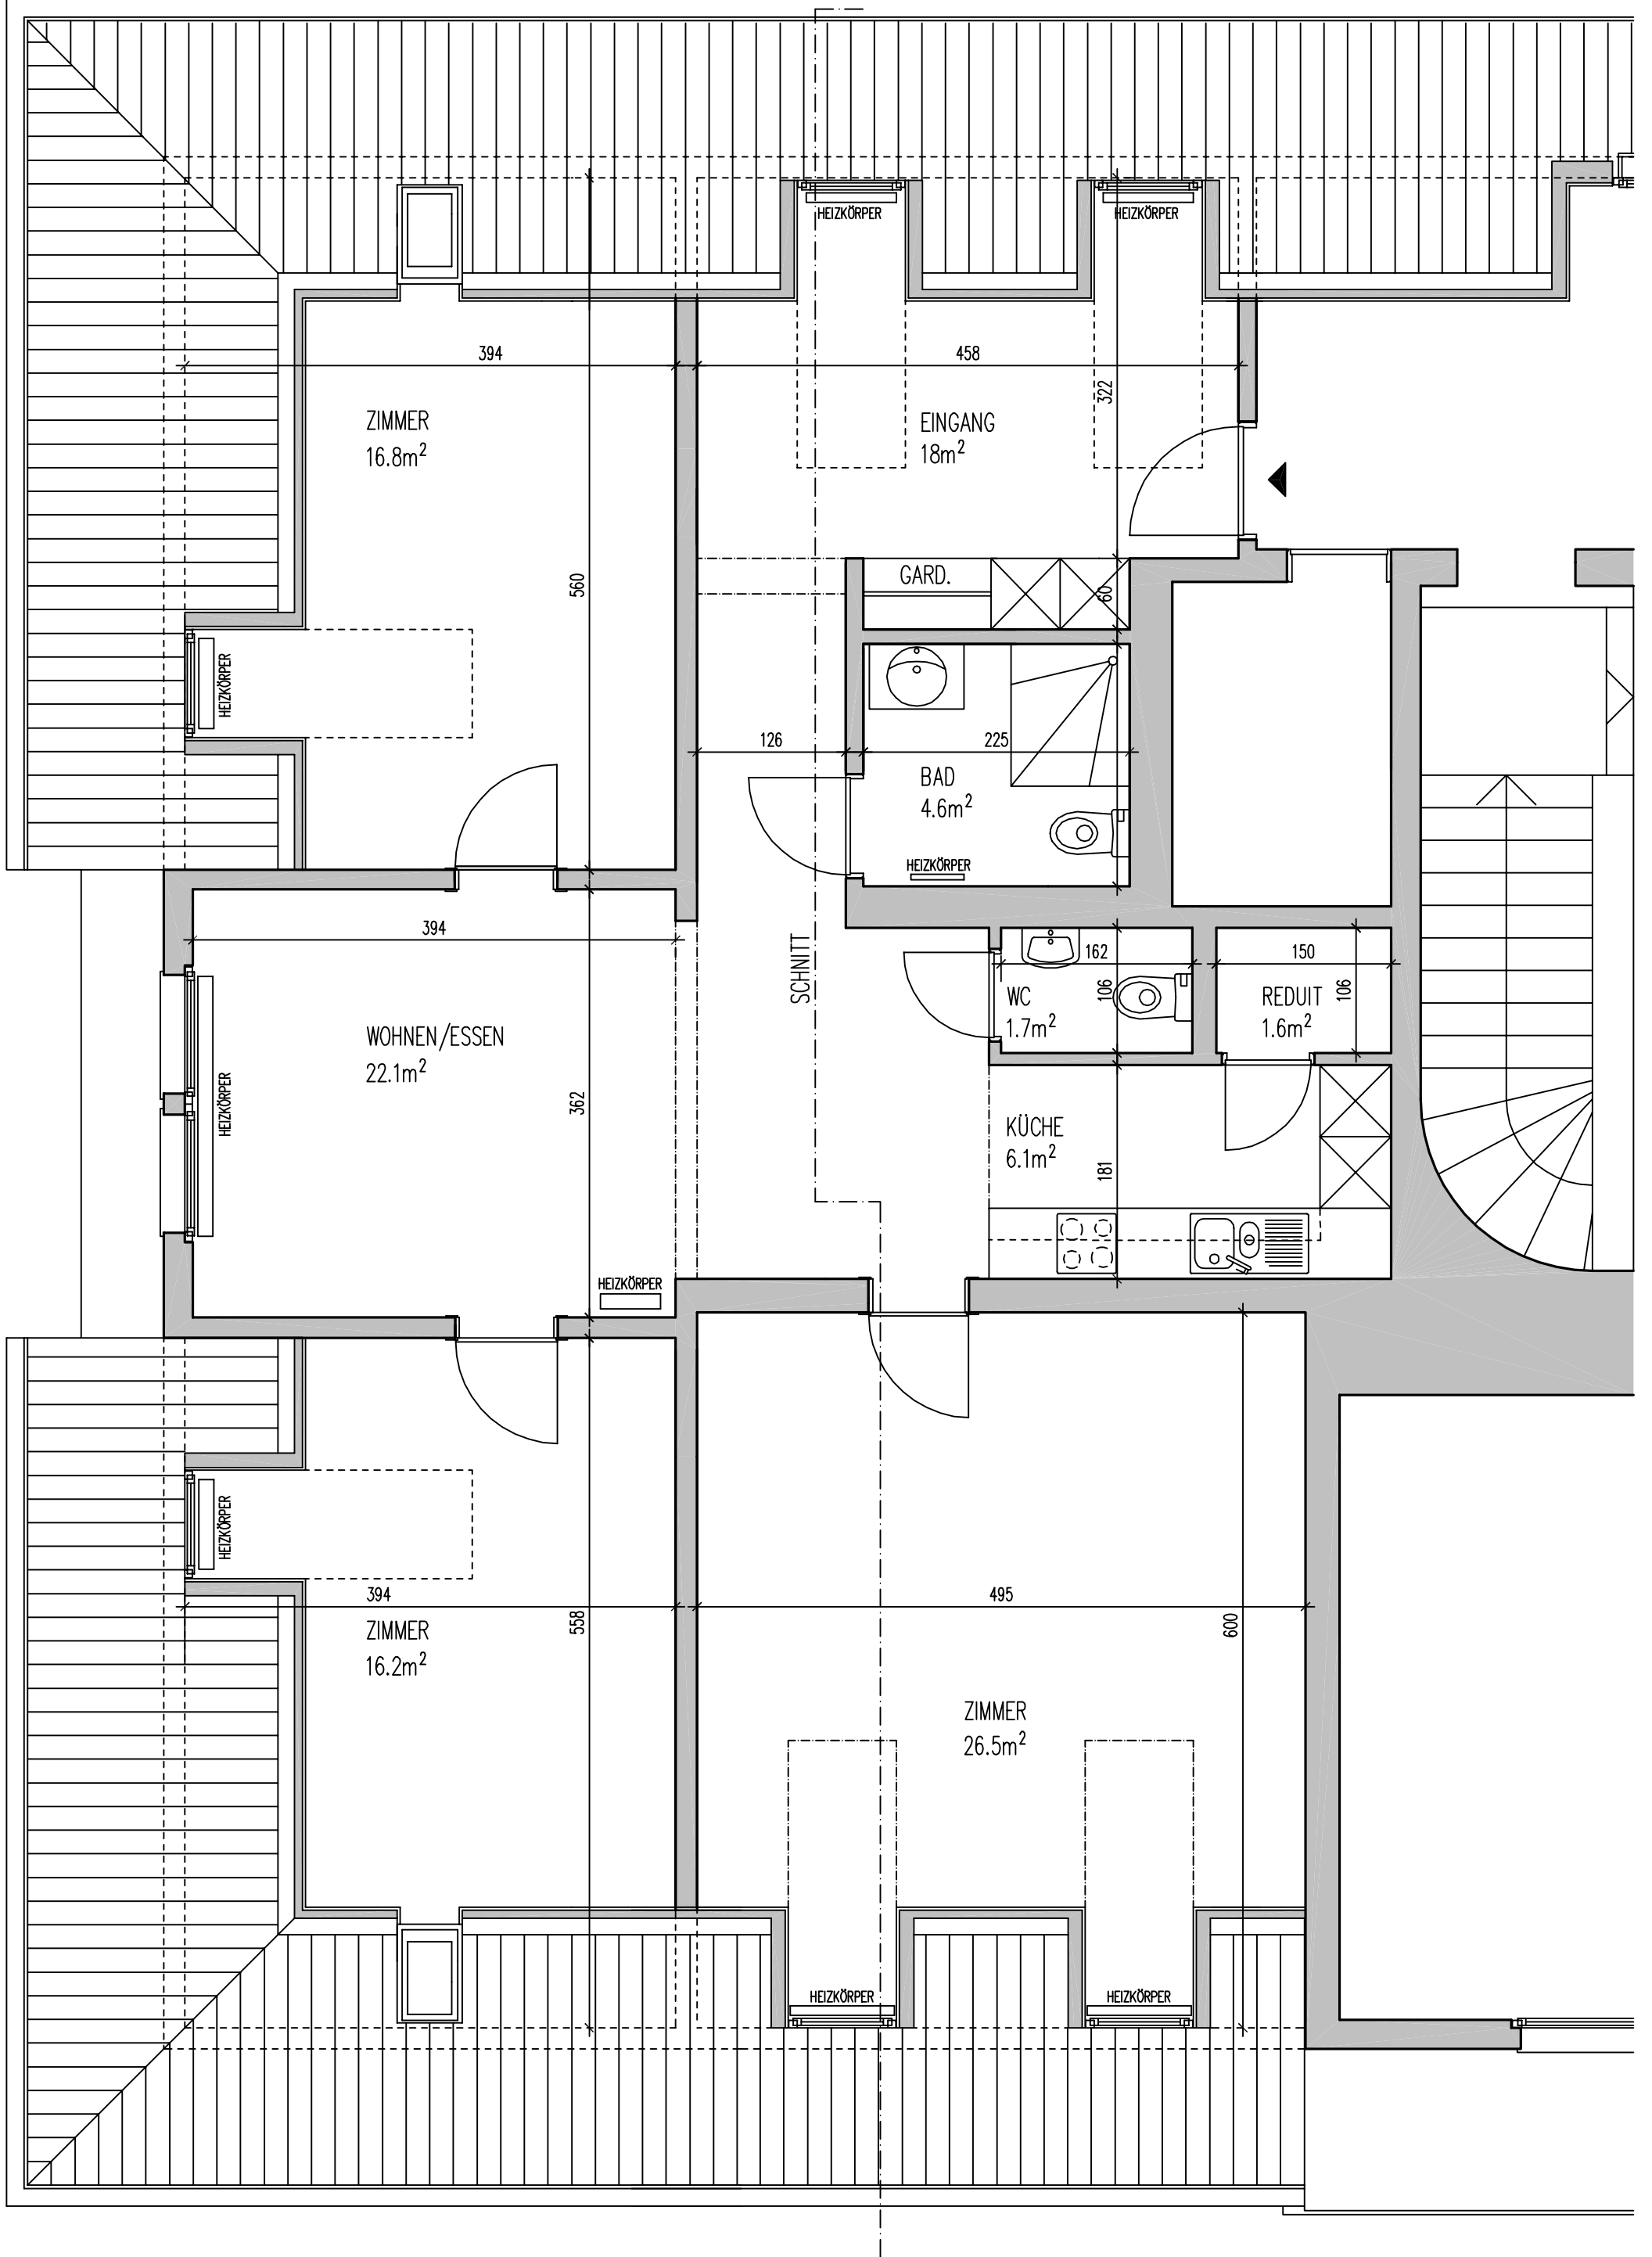 HEIZKÖRPER
HEIZKÖRPER
394
458
322
ZIMMER
16.8m²
EINGANG
18m²
560
GARD.
60
HEIZKÖRPER
126
225
BAD
4.6m²
HEIZKÖRPER
394
SCHNITT
162
150
WC
1.7m²
106
REDUIT
1.6m²
106
WOHNEN/ESSEN
22.1m²
HEIZKÖRPER
362
KÜCHE
6.1m²
181
HEIZKÖRPER
HEIZKÖRPER
394
495
558
600
ZIMMER
16.2m²
ZIMMER
26.5m²
HEIZKÖRPER
HEIZKÖRPER